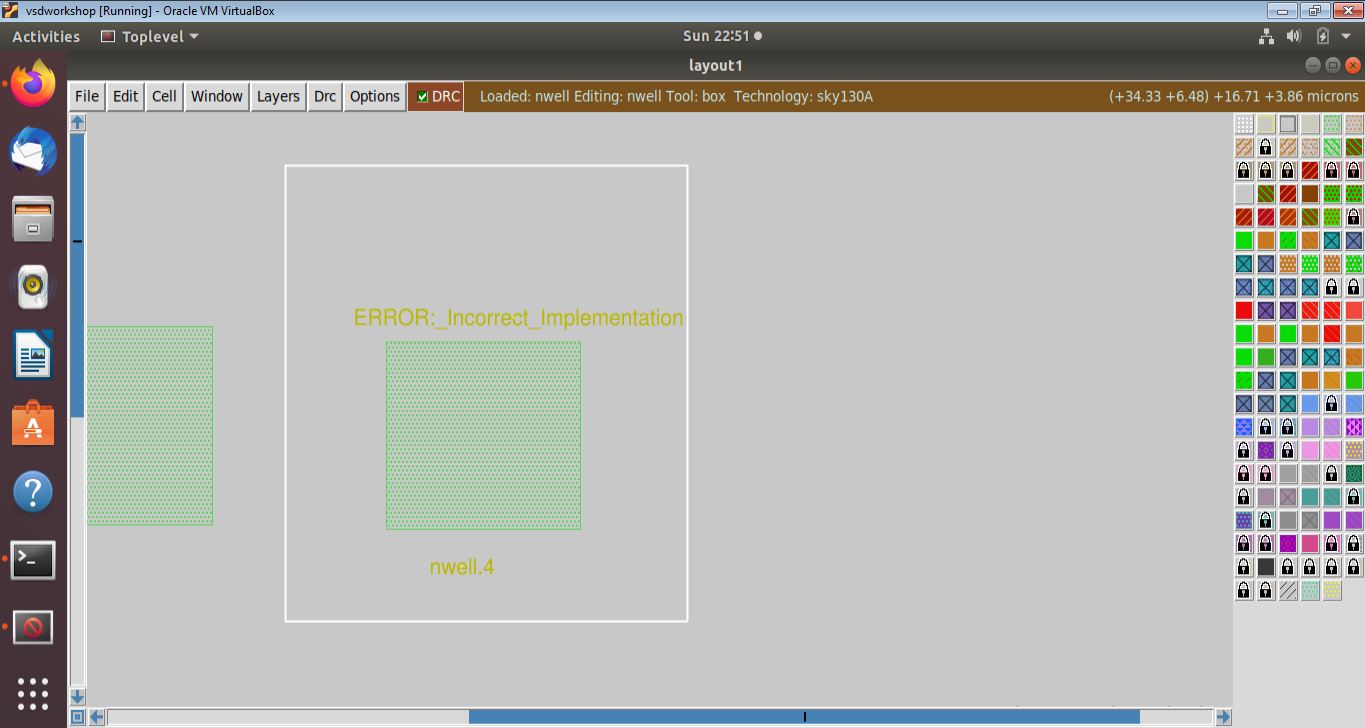 vsdworkshop [Running] - Oracle VM VirtualBox
Activities Toplevel Sun 22:51
layout1
File Edit Cell Window Layers Drc Options DRC Loaded: nwell Editing: nwell Tool: box Technology: sky130A (+34.33 +6.48) +16.71 +3.86 microns
ERROR:_Incorrect_Implementation
nwell.4